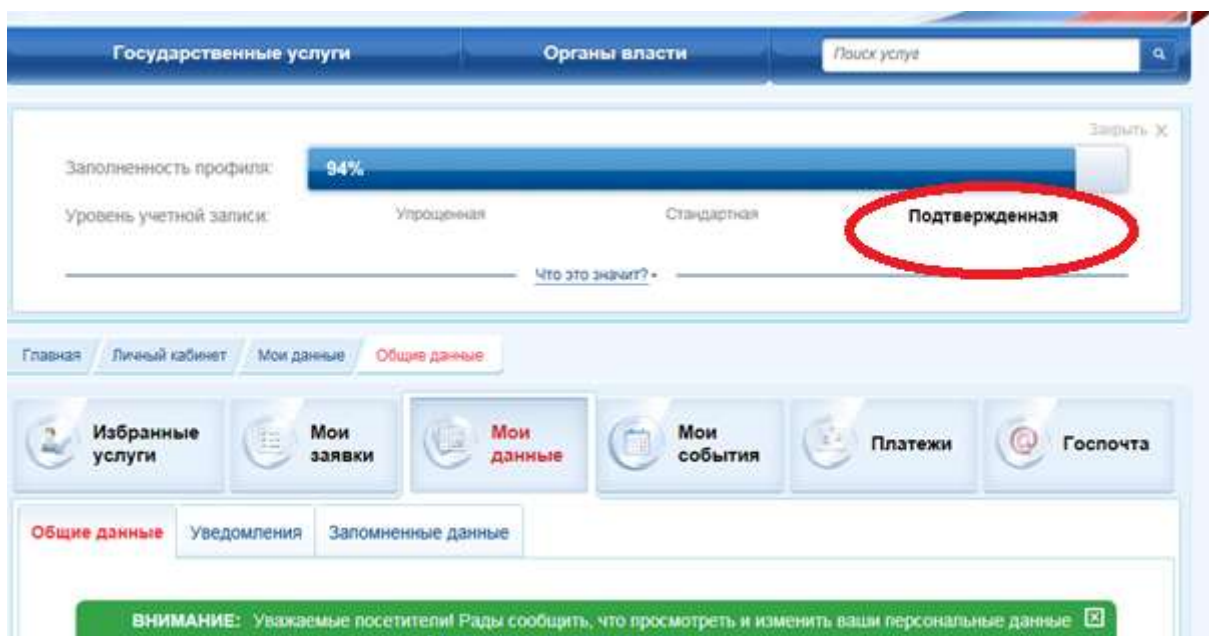 Государственные услуги Органы власти Поиск услуг
Закрыть X
Заполненность профиля: 94%
Уровень учетной записи: Упрощенная Стандартная Подтвержденная
Что это значит?
Главная Личный кабинет Мои данные Общие данные
Избранные услуги Мои заявки Мои данные Мои события Платежи Госпочта
Общие данные Уведомления Запомненные данные
ВНИМАНИЕ: Уважаемые посетители! Рады сообщить, что просмотреть и изменить ваши персональные данные